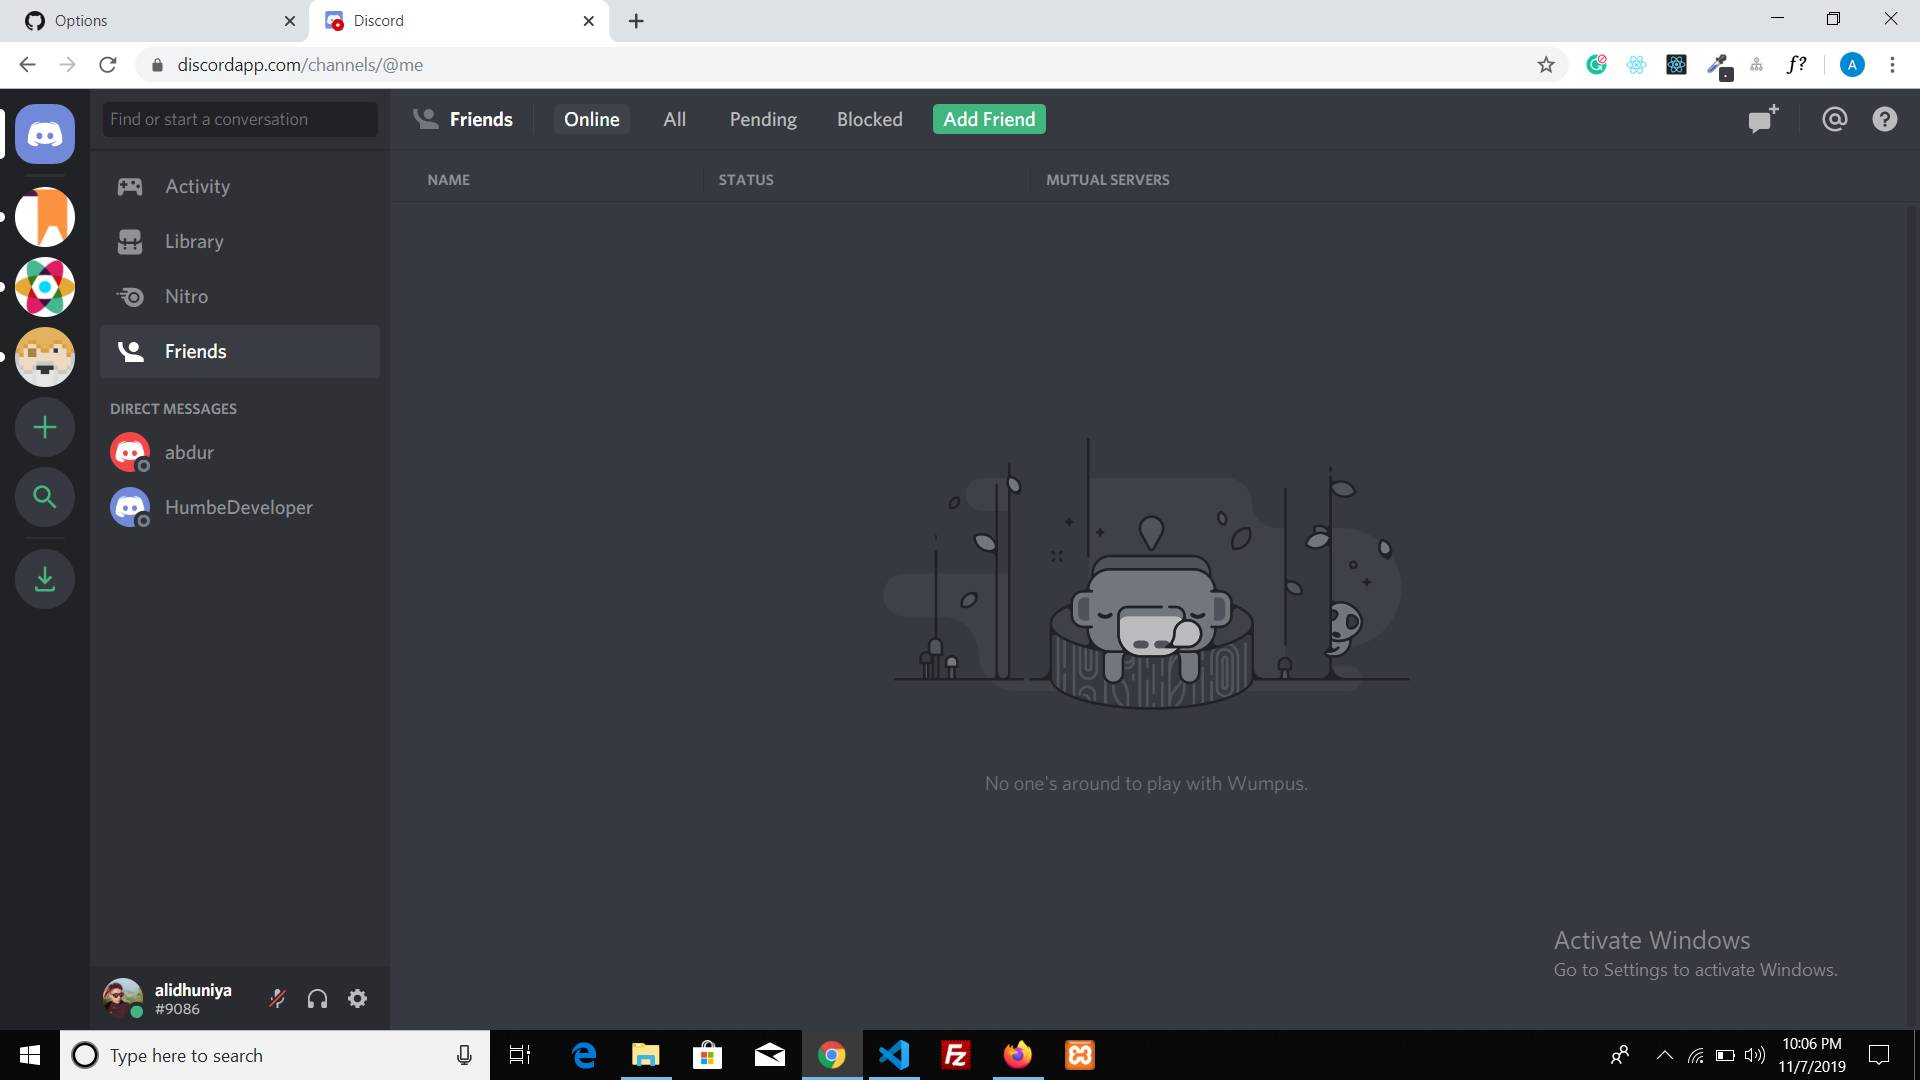 Options
Discord
discordapp.com/channels/@me
f?
A
Find or start a conversation
Friends
Online
All
Pending
Blocked
Add Friend
Activity
Library
Nitro
Friends
DIRECT MESSAGES
abdur
HumbeDeveloper
NAME
STATUS
MUTUAL SERVERS
No one's around to play with Wumpus.
Activate Windows
Go to Settings to activate Windows.
alidhuniya
#9086
Type here to search
10:06 PM
11/7/2019